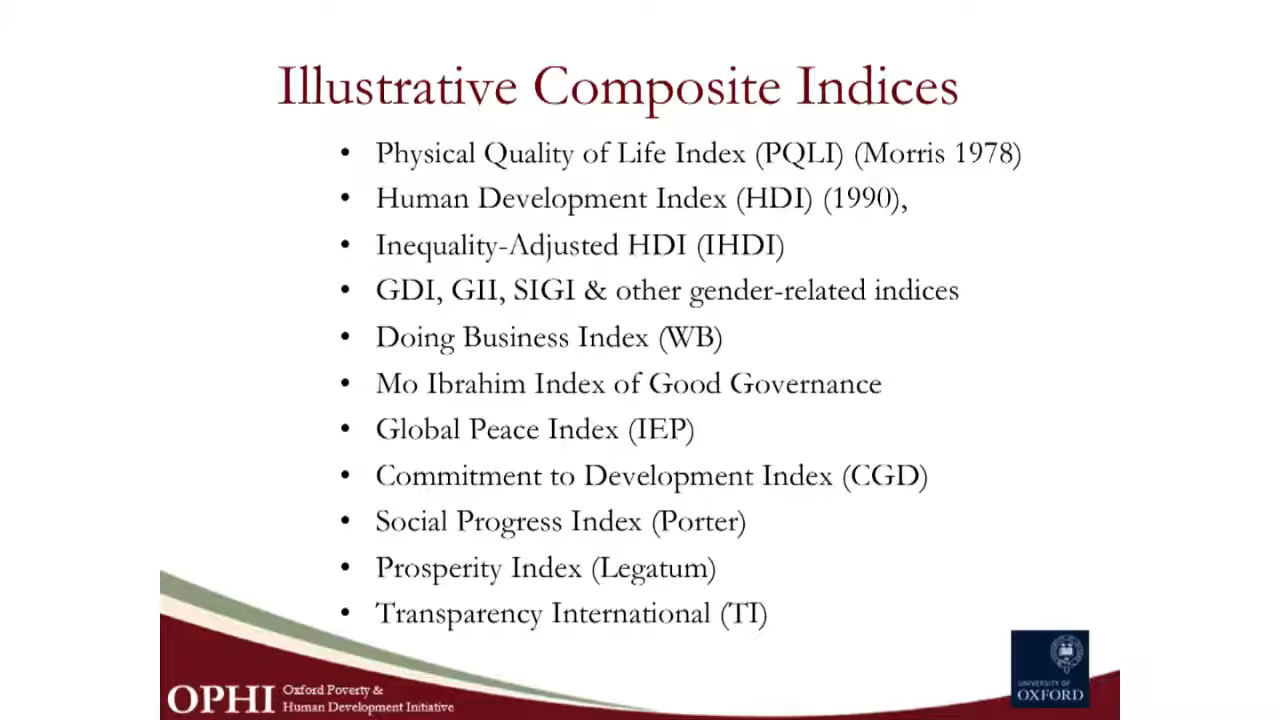 Illustrative Composite Indices
• Physical Quality of Life Index (PQLI) (Morris 1978)
• Human Development Index (HDI) (1990),
• Inequality-Adjusted HDI (IHDI)
• GDI, GII, SIGI & other gender-related indices
• Doing Business Index (WB)
• Mo Ibrahim Index of Good Governance
• Global Peace Index (IEP)
• Commitment to Development Index (CGD)
• Social Progress Index (Porter)
• Prosperity Index (Legatum)
• Transparency International (TI)
OPHI
Oxford Poverty &
Human Development Initiative
UNIVERSITY OF
OXFORD